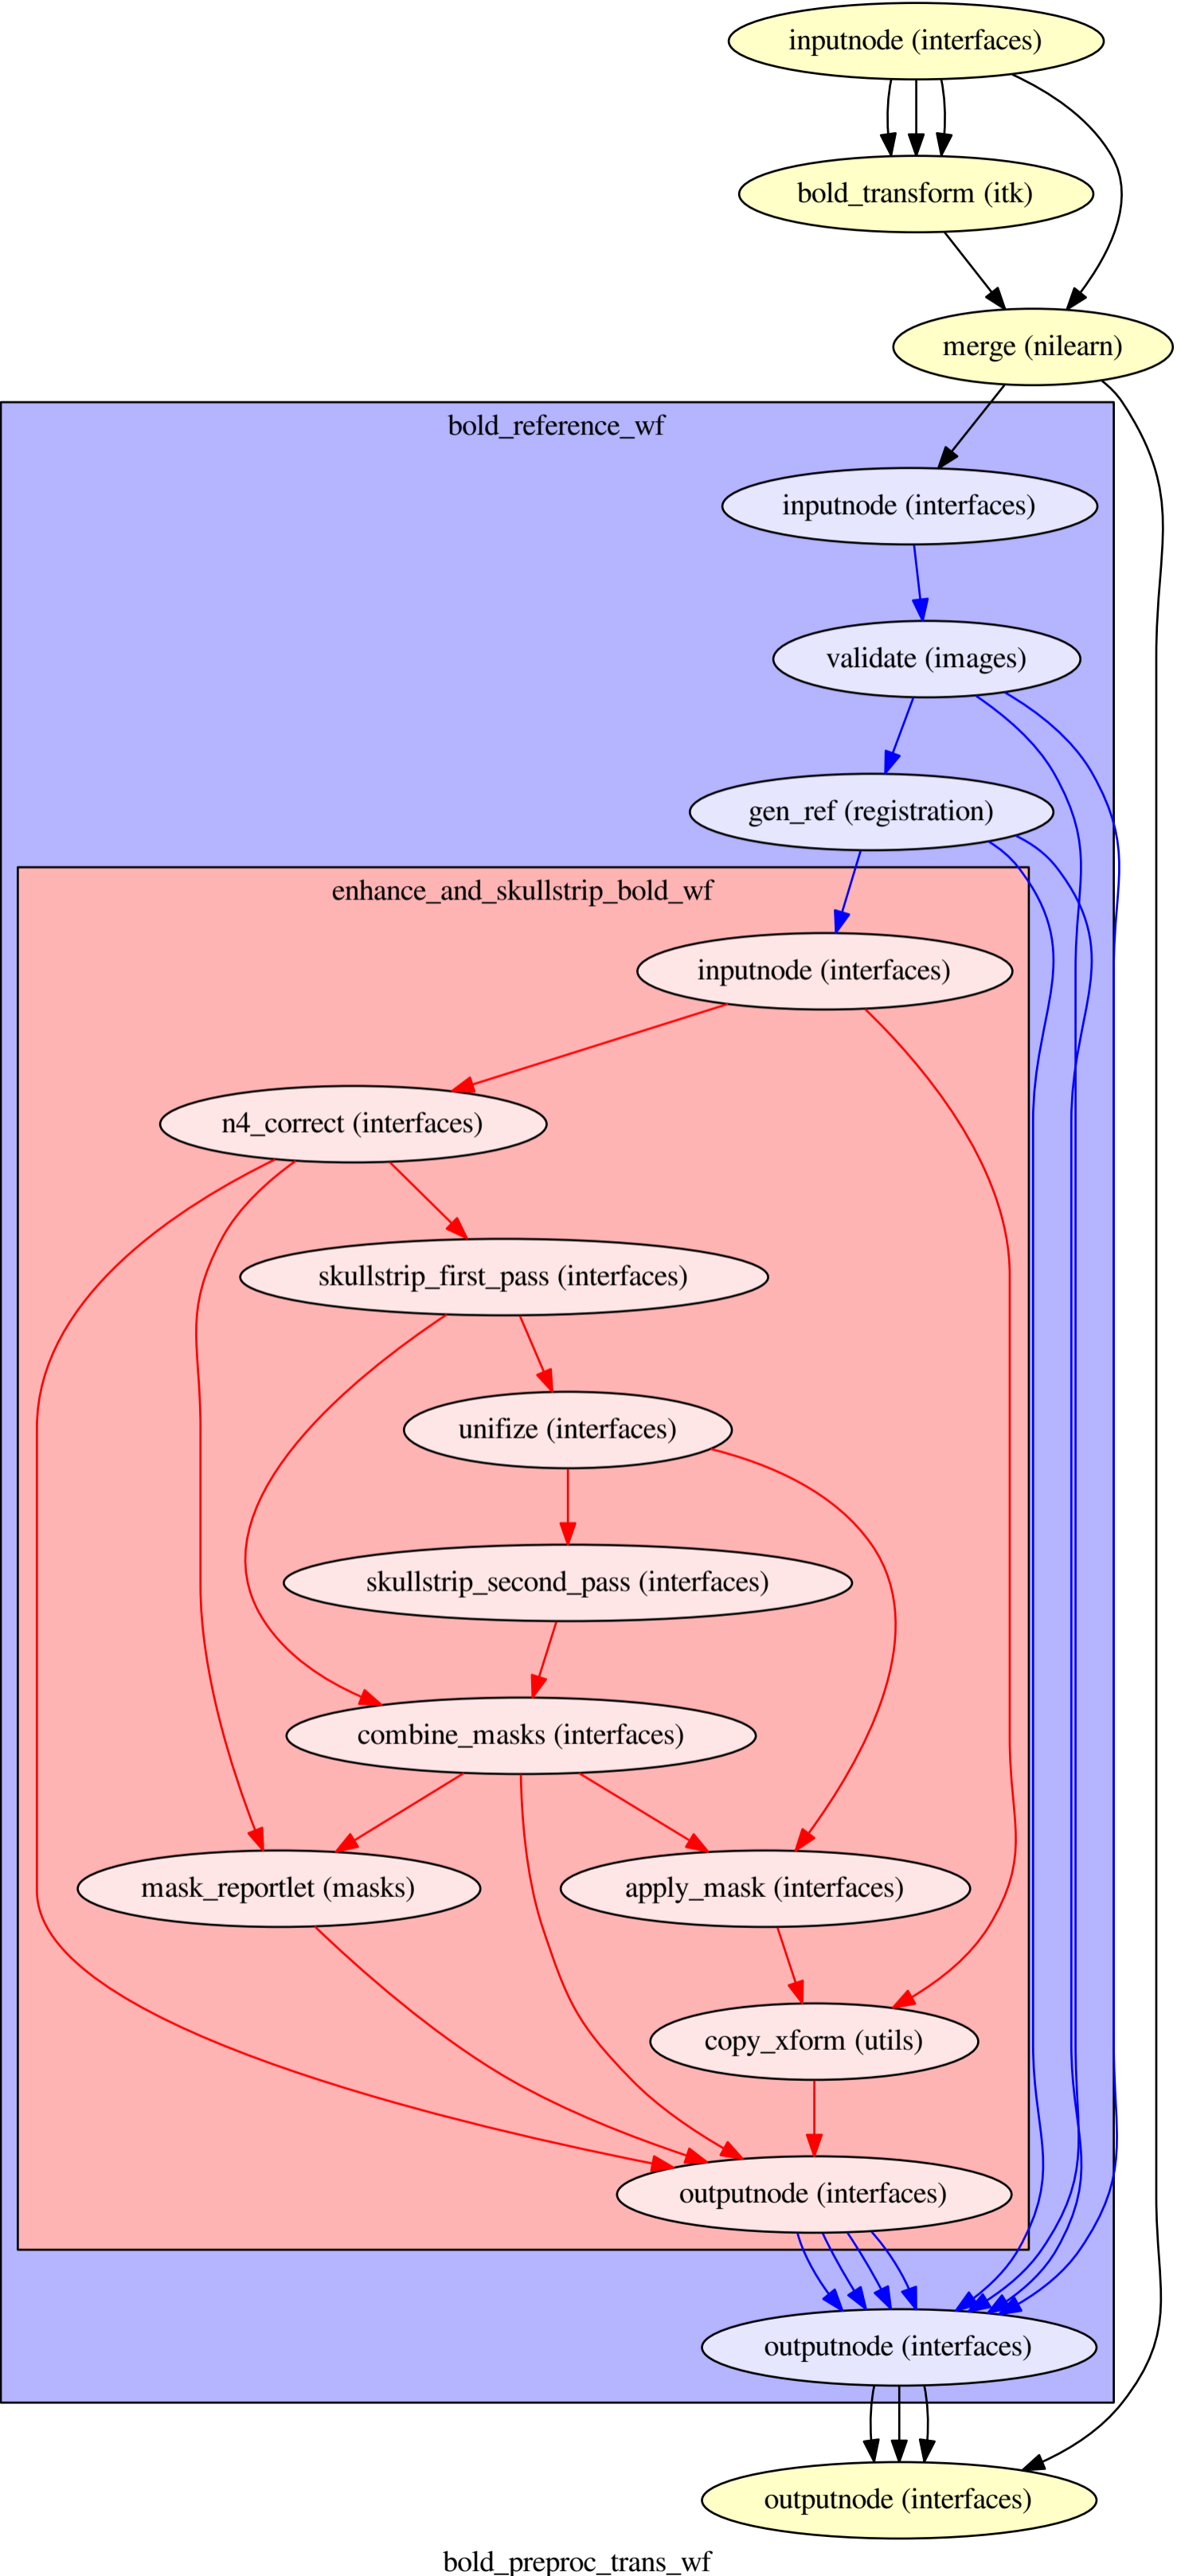 inputnode (interfaces)
bold_transform (itk)
merge (nilearn)
bold_reference_wf
inputnode (interfaces)
validate (images)
gen_ref (registration)
enhance_and_skullstrip_bold_wf
inputnode (interfaces)
n4_correct (interfaces)
skullstrip_first_pass (interfaces)
unifize (interfaces)
skullstrip_second_pass (interfaces)
combine_masks (interfaces)
mask_reportlet (masks)
apply_mask (interfaces)
copy_xform (utils)
outputnode (interfaces)
outputnode (interfaces)
outputnode (interfaces)
bold_preproc_trans_wf